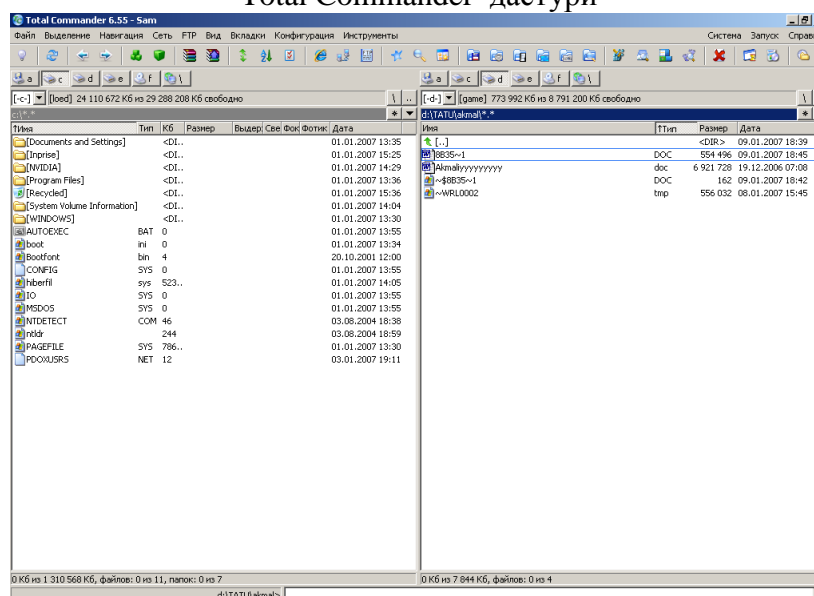 Total Commander дастури
Total Commander 6.55 - Sam
Файл Выделение Навигация Сеть FTP Вид Вкладки Конфигурация Инструменты Система Запуск Справ
a c d e f \
a c d e f \
[-c-] [loed] 24 110 672 Кб из 29 288 208 Кб свободно \ ..
[-d-] [game] 773 992 Кб из 8 791 200 Кб свободно \
c:\*.* * ▼
d:\TATU\akmal\*.* *
↑Имя Тип Кб Размер Выдер Све Фок Фотик Дата
[Documents and Settings] <DI.. 01.01.2007 13:35
[Inprise] <DI.. 01.01.2007 15:25
[NVIDIA] <DI.. 01.01.2007 14:29
[Program Files] <DI.. 01.01.2007 13:36
[Recycled] <DI.. 01.01.2007 15:36
[System Volume Information] <DI.. 01.01.2007 14:04
[WINDOWS] <DI.. 01.01.2007 13:30
AUTOEXEC BAT 0 01.01.2007 13:55
boot ini 0 01.01.2007 13:34
Bootfont bin 4 20.10.2001 12:00
CONFIG SYS 0 01.01.2007 13:55
hiberfil sys 523.. 01.01.2007 14:05
IO SYS 0 01.01.2007 13:55
MSDOS SYS 0 01.01.2007 13:55
NTDETECT COM 46 03.08.2004 18:38
ntldr 244 03.08.2004 18:59
PAGEFILE SYS 786.. 01.01.2007 13:30
PDOXUSRS NET 12 03.01.2007 19:11
Имя ↑Тип Размер Дата
[..] <DIR> 09.01.2007 18:39
8B35~1 DOC 554 496 09.01.2007 18:45
Akmaliyyyyyyyyy doc 6 921 728 19.12.2006 07:08
~$8B35~1 DOC 162 09.01.2007 18:42
~WRL0002 tmp 556 032 08.01.2007 15:45
0 Кб из 1 310 568 Кб, файлов: 0 из 11, папок: 0 из 7
0 Кб из 7 844 Кб, файлов: 0 из 4
d:\TATU\akmal>